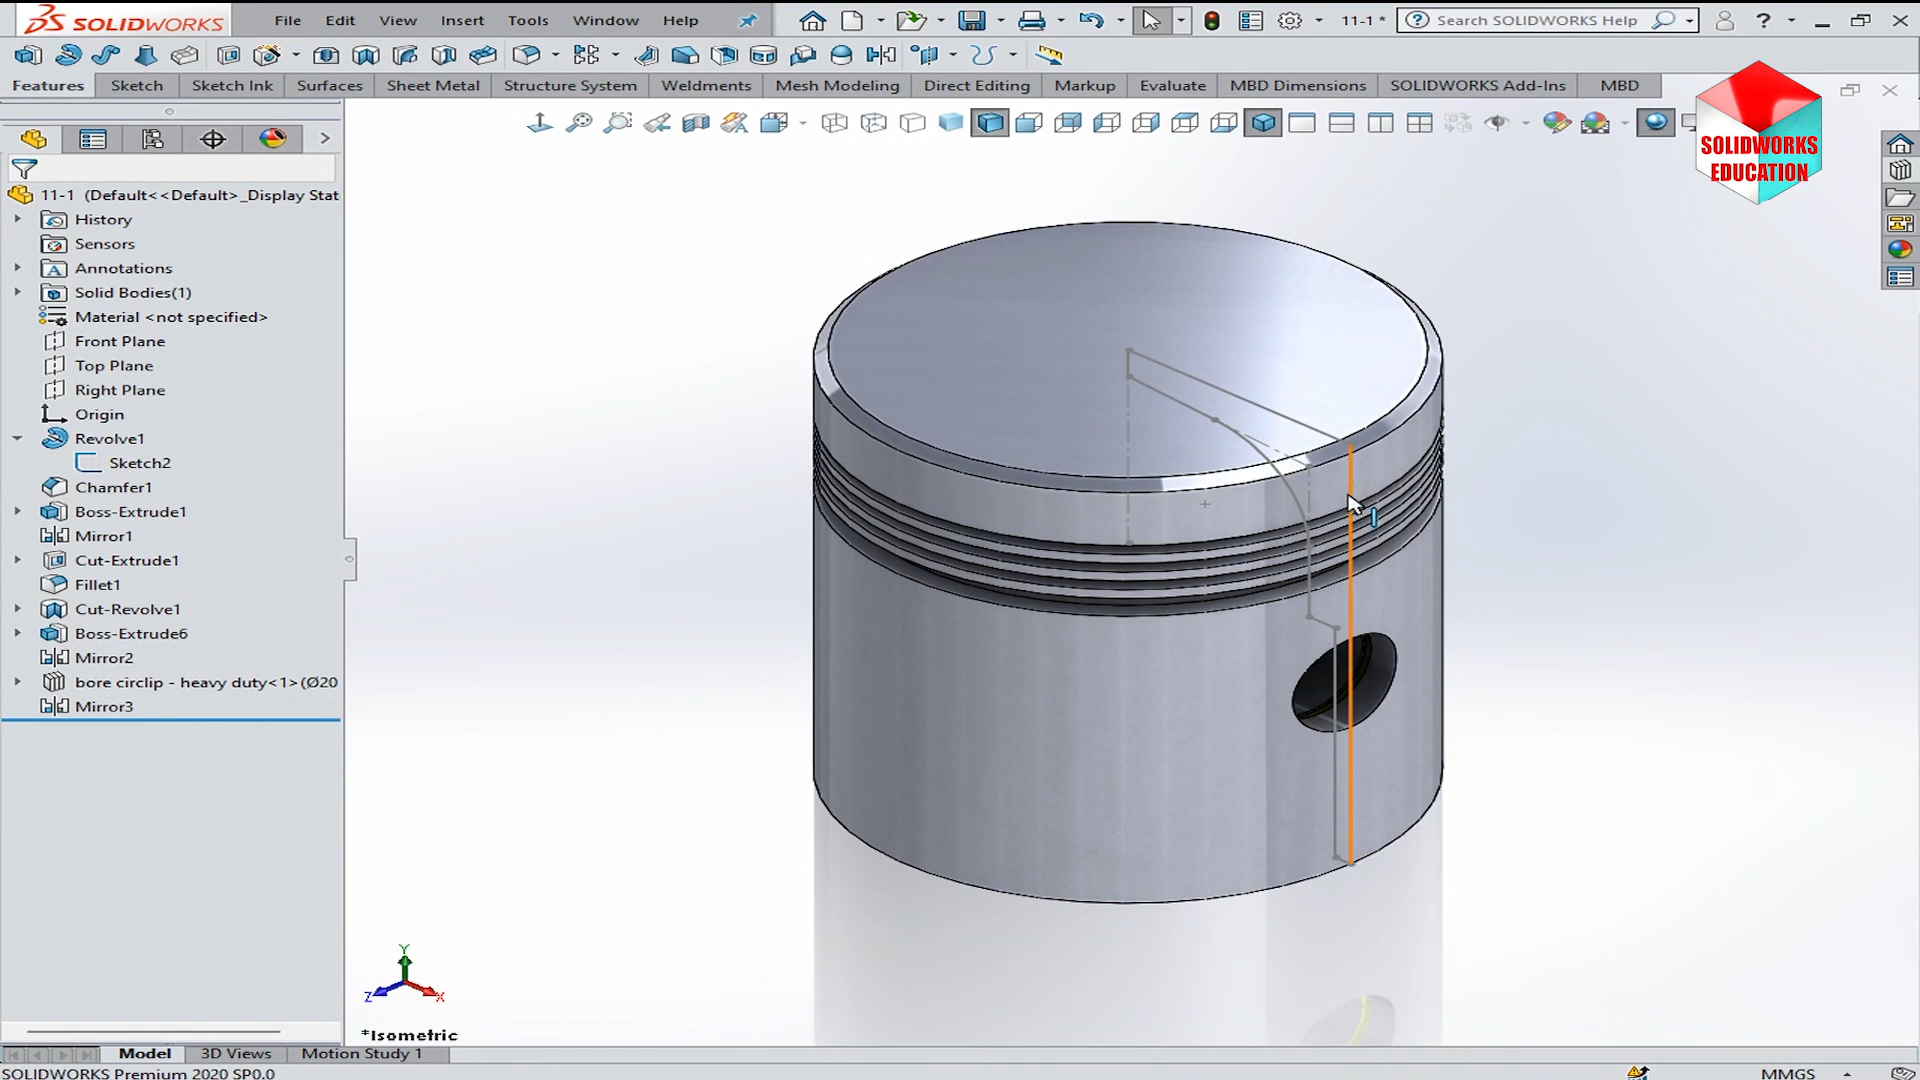 SOLIDWORKS File Edit View Insert Tools Window Help 11-1 * Search SOLIDWORKS Help
Features Sketch Sketch Ink Surfaces Sheet Metal Structure System Weldments Mesh Modeling Direct Editing Markup Evaluate MBD Dimensions SOLIDWORKS Add-Ins MBD
SOLIDWORKS
EDUCATION
11-1 (Default<<Default>_Display Stat
History
Sensors
Annotations
Solid Bodies(1)
Material <not specified>
Front Plane
Top Plane
Right Plane
Origin
Revolve1
Sketch2
Chamfer1
Boss-Extrude1
Mirror1
Cut-Extrude1
Fillet1
Cut-Revolve1
Boss-Extrude6
Mirror2
bore circlip - heavy duty<1>(Ø20
Mirror3
Y
Z X
*Isometric
Model 3D Views Motion Study 1
SOLIDWORKS Premium 2020 SP0.0 MMGS